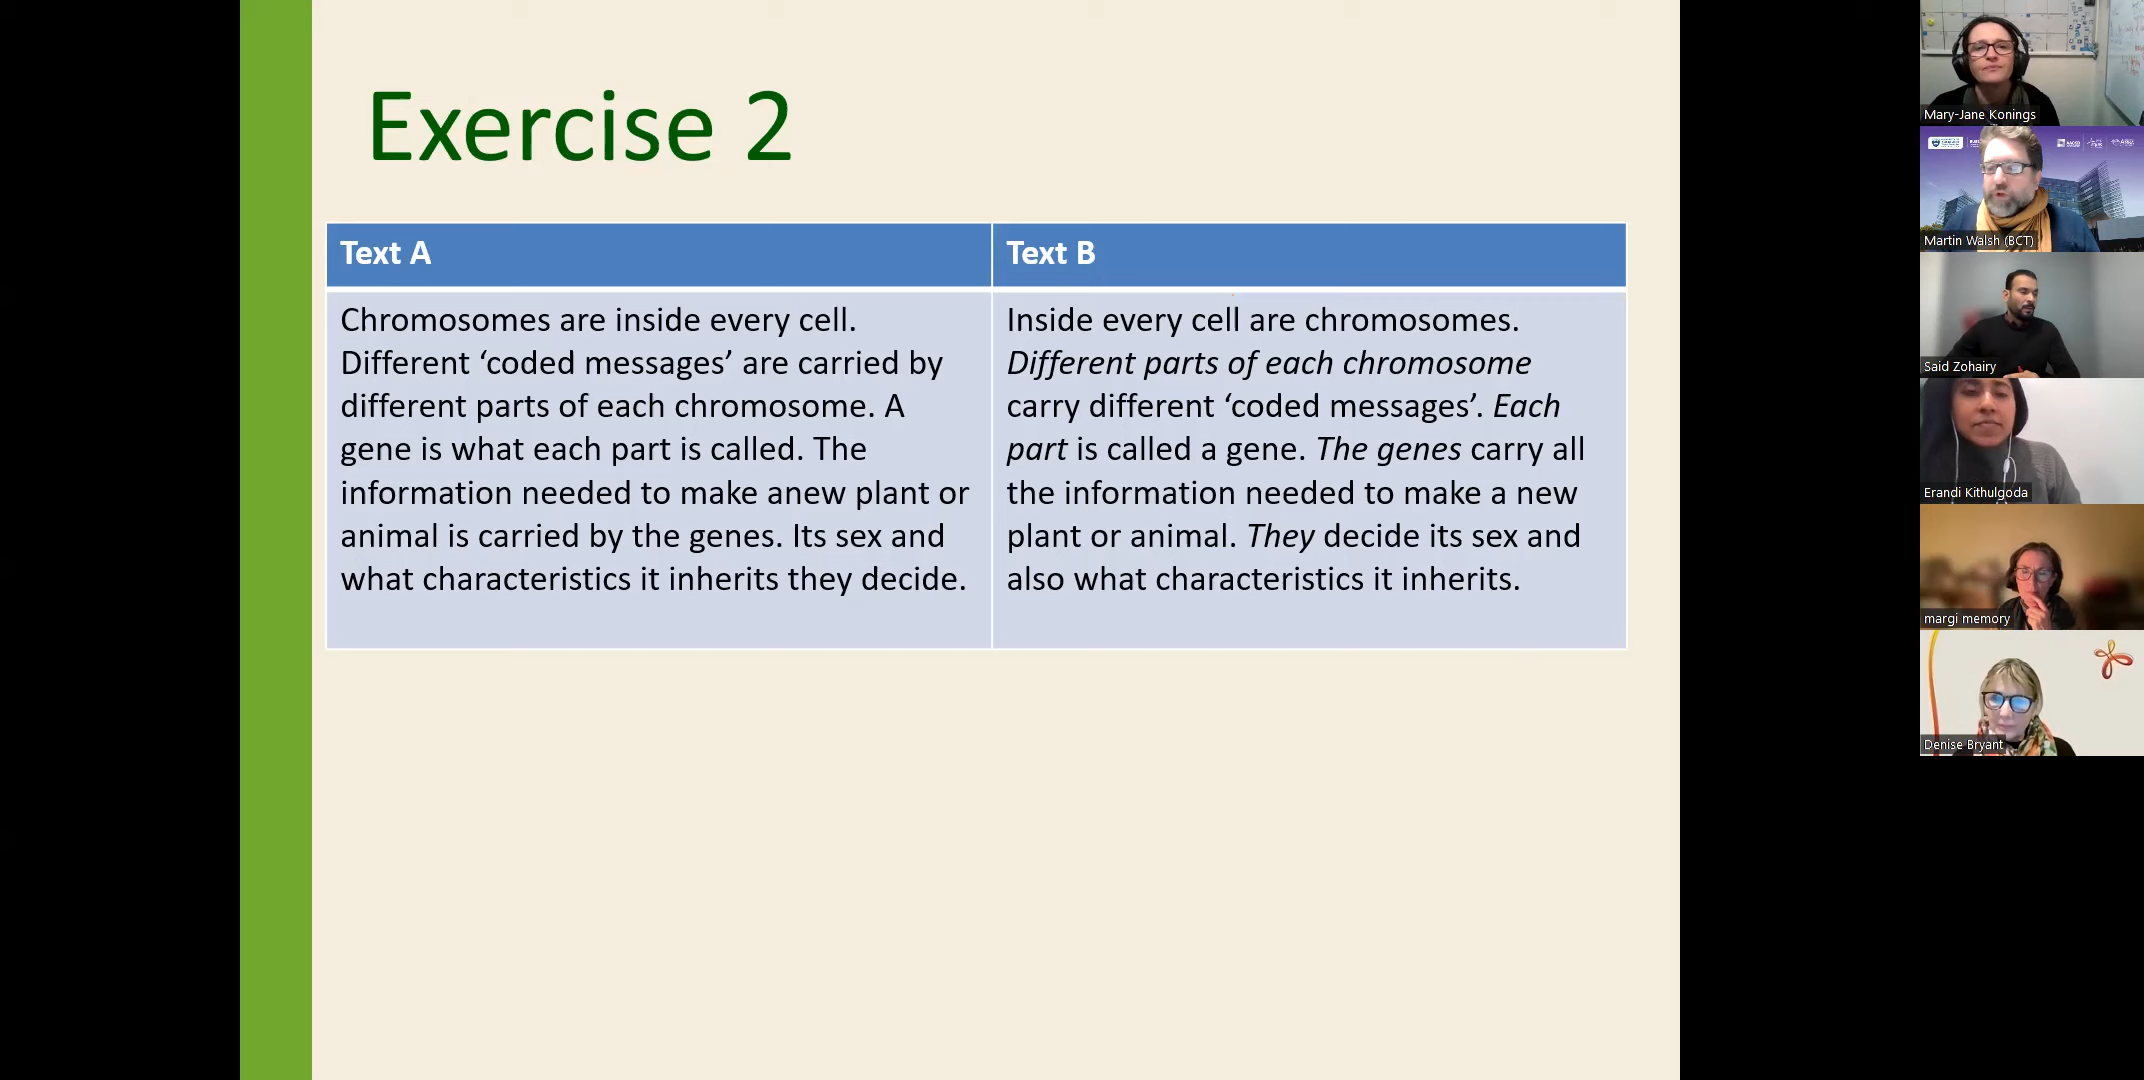 Exercise 2
Text A
Chromosomes are inside every cell.
Different ‘coded messages’ are carried by
different parts of each chromosome. A
gene is what each part is called. The
information needed to make anew plant or
animal is carried by the genes. Its sex and
what characteristics it inherits they decide.
Text B
Inside every cell are chromosomes.
Different parts of each chromosome
carry different ‘coded messages’. Each
part is called a gene. The genes carry all
the information needed to make a new
plant or animal. They decide its sex and
also what characteristics it inherits.
Mary-Jane Konings
Martin Walsh (BCT)
Said Zohairy
Erandi Kithulgoda
margi memory
Denise Bryant